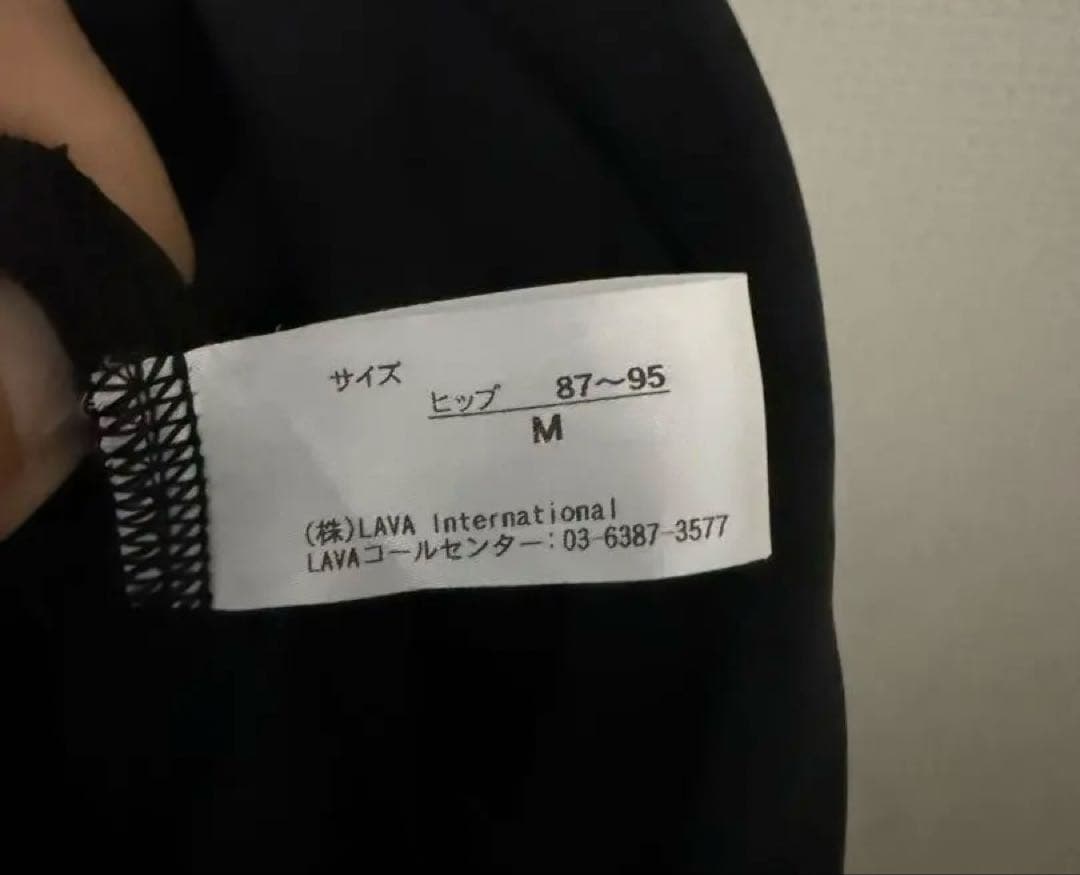 サイズ
ヒップ 87～95
M
(株)LAVA International
LAVAコールセンター：03-6387-3577